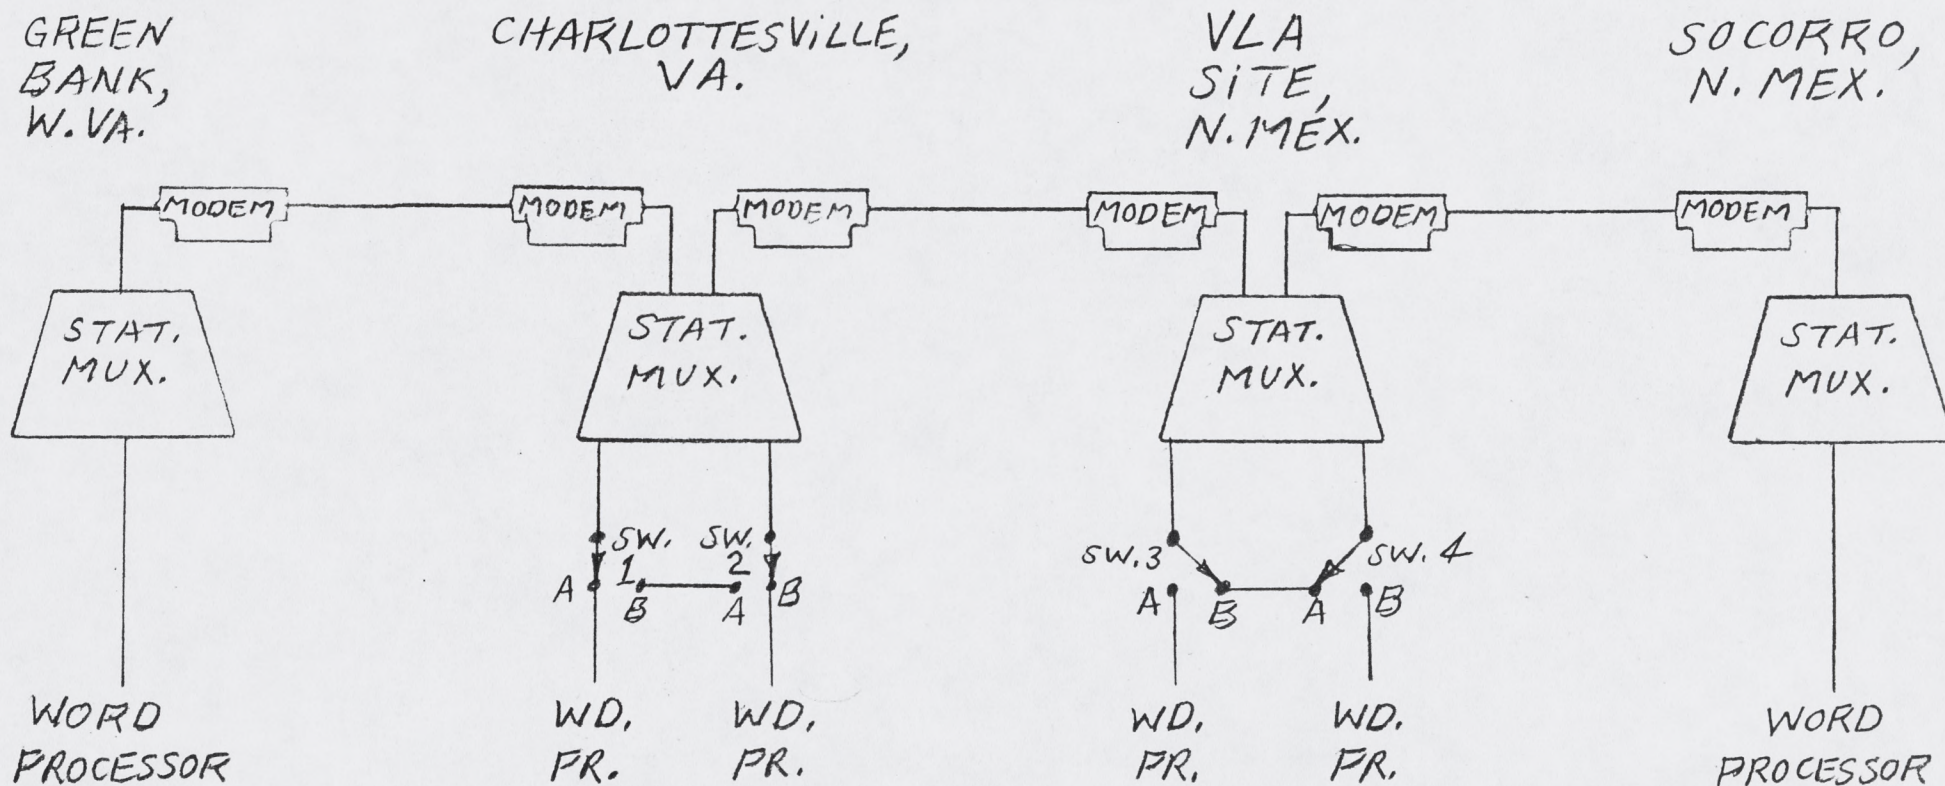 GREEN
BANK,
W.VA.
CHARLOTTESVILLE,
VA.
VLA
SITE,
N.MEX.
SOCORRO,
N. MEX.
MODEM
MODEM
MODEM
MODEM
MODEM
MODEM
STAT.
MUX.
STAT.
MUX.
STAT.
MUX.
STAT.
MUX.
SW.
1
SW.
2
A
B
A
B
SW.3
SW. 4
A
B
A
B
WORD
PROCESSOR
WD.
PR.
WD.
PR.
WD.
PR.
WD.
PR.
WORD
PROCESSOR